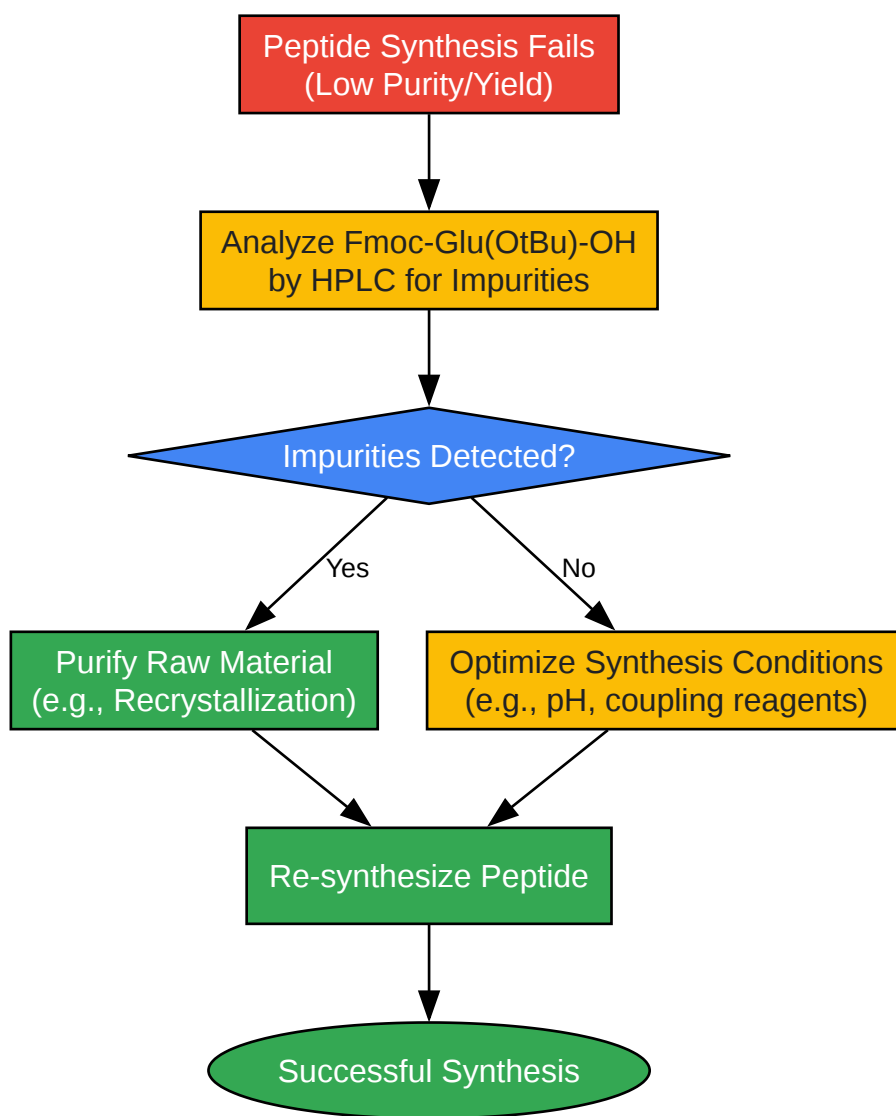 Peptide Synthesis Fails
(Low Purity/Yield)
Analyze Fmoc-Glu(OtBu)-OH
by HPLC for Impurities
Impurities Detected?
Yes
No
Purify Raw Material
(e.g., Recrystallization)
Optimize Synthesis Conditions
(e.g., pH, coupling reagents)
Re-synthesize Peptide
Successful Synthesis